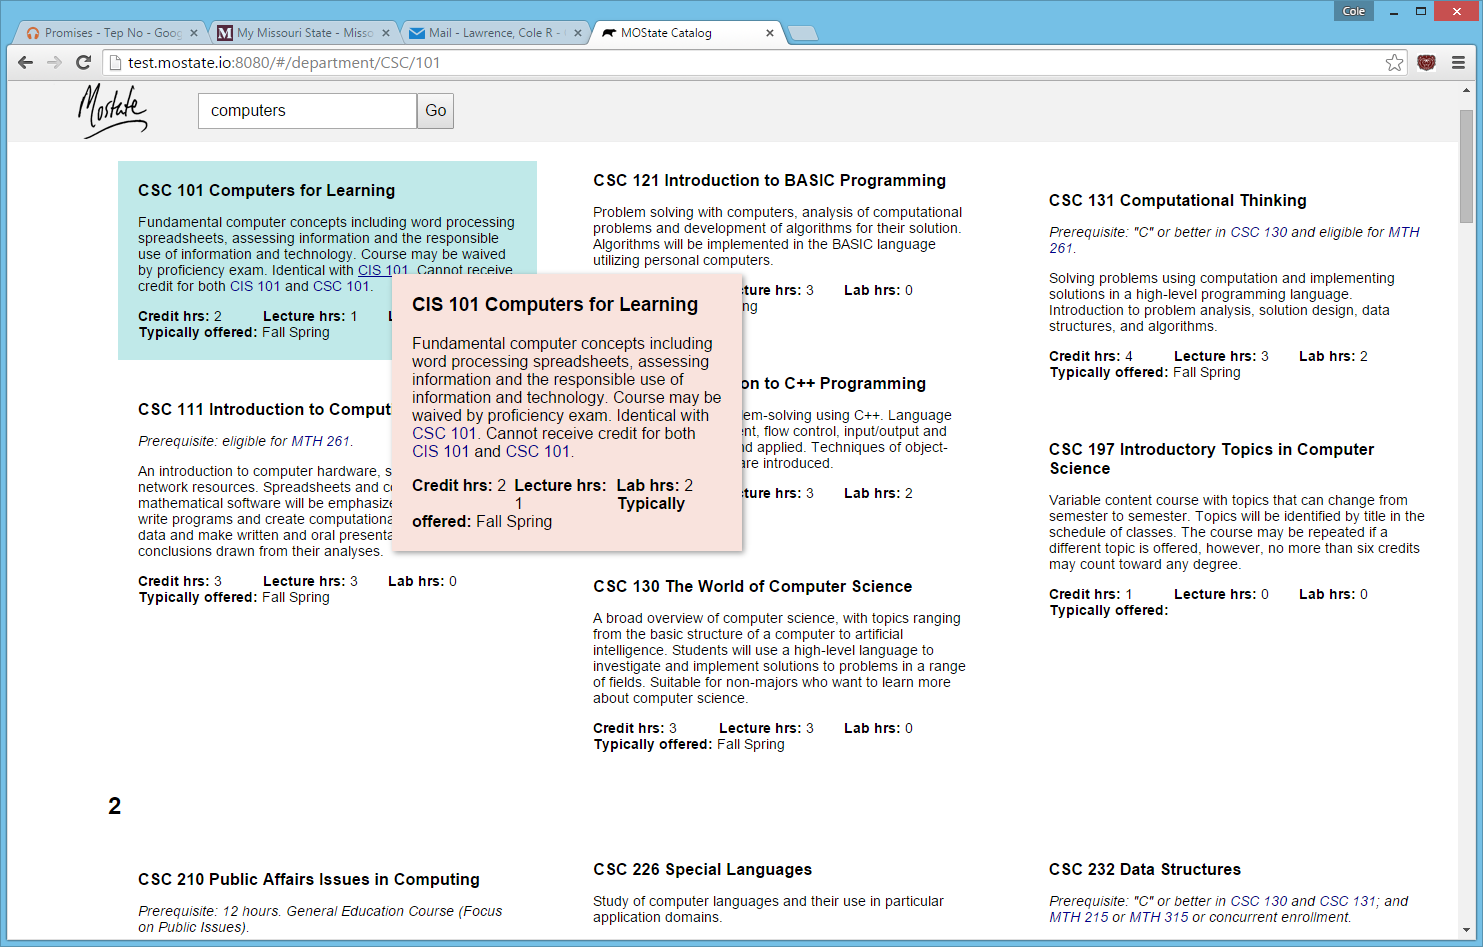 Cole
Promises - Tep No - Goog
My Missouri State - Misso
Mail - Lawrence, Cole R -
MOState Catalog
test.mostate.io:8080/#/department/CSC/101
Mostate
computers
Go
CSC 101 Computers for Learning
Fundamental computer concepts including word processing
spreadsheets, assessing information and the responsible
use of information and technology. Course may be waived
by proficiency exam. Identical with CIS 101. Cannot receive
credit for both CIS 101 and CSC 101.
Credit hrs: 2 Lecture hrs: 1
Typically offered: Fall Spring
CSC 111 Introduction to Comput
Prerequisite: eligible for MTH 261.
An introduction to computer hardware, s
network resources. Spreadsheets and co
mathematical software will be emphasize
write programs and create computationa
data and make written and oral presenta
conclusions drawn from their analyses.
Credit hrs: 3 Lecture hrs: 3 Lab hrs: 0
Typically offered: Fall Spring
CIS 101 Computers for Learning
Fundamental computer concepts including
word processing spreadsheets, assessing
information and the responsible use of
information and technology. Course may be
waived by proficiency exam. Identical with
CSC 101. Cannot receive credit for both
CIS 101 and CSC 101.
Credit hrs: 2 Lecture hrs: Lab hrs: 2
1 Typically
offered: Fall Spring
CSC 121 Introduction to BASIC Programming
Problem solving with computers, analysis of computational
problems and development of algorithms for their solution.
Algorithms will be implemented in the BASIC language
utilizing personal computers.
cture hrs: 3 Lab hrs: 0
ng
on to C++ Programming
em-solving using C++. Language
nt, flow control, input/output and
nd applied. Techniques of object-
are introduced.
cture hrs: 3 Lab hrs: 2
CSC 130 The World of Computer Science
A broad overview of computer science, with topics ranging
from the basic structure of a computer to artificial
intelligence. Students will use a high-level language to
investigate and implement solutions to problems in a range
of fields. Suitable for non-majors who want to learn more
about computer science.
Credit hrs: 3 Lecture hrs: 3 Lab hrs: 0
Typically offered: Fall Spring
CSC 131 Computational Thinking
Prerequisite: "C" or better in CSC 130 and eligible for MTH
261.
Solving problems using computation and implementing
solutions in a high-level programming language.
Introduction to problem analysis, solution design, data
structures, and algorithms.
Credit hrs: 4 Lecture hrs: 3 Lab hrs: 2
Typically offered: Fall Spring
CSC 197 Introductory Topics in Computer
Science
Variable content course with topics that can change from
semester to semester. Topics will be identified by title in the
schedule of classes. The course may be repeated if a
different topic is offered, however, no more than six credits
may count toward any degree.
Credit hrs: 1 Lecture hrs: 0 Lab hrs: 0
Typically offered:
2
CSC 210 Public Affairs Issues in Computing
Prerequisite: 12 hours. General Education Course (Focus
on Public Issues).
CSC 226 Special Languages
Study of computer languages and their use in particular
application domains.
CSC 232 Data Structures
Prerequisite: "C" or better in CSC 130 and CSC 131; and
MTH 215 or MTH 315 or concurrent enrollment.